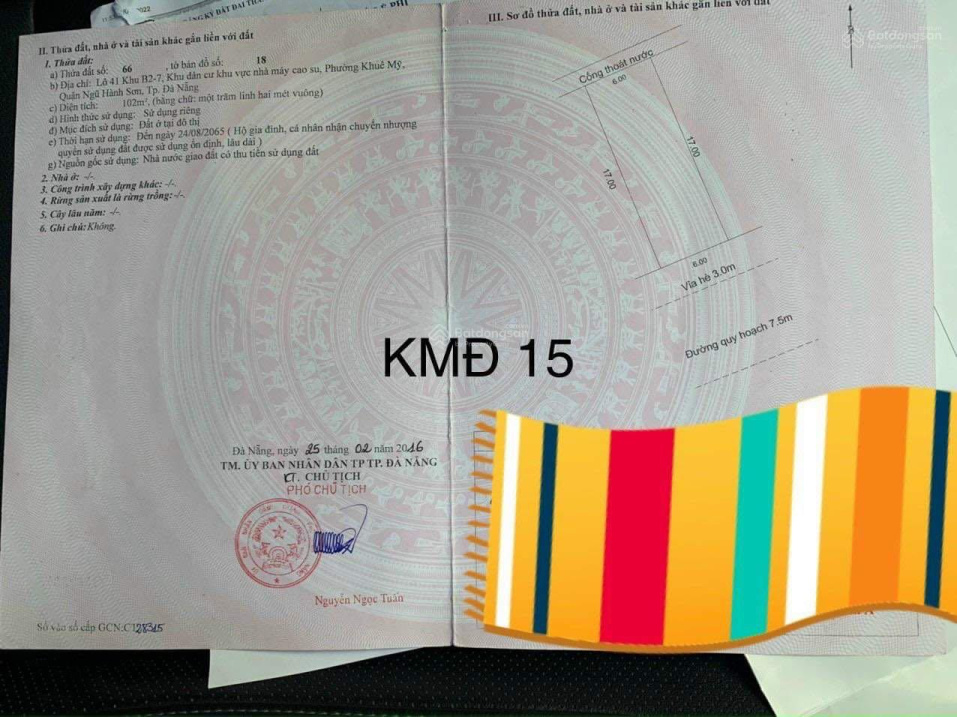 2022
II. Thửa đất, nhà ở và tài sản khác gắn liền với đất
1. Thửa đất:
a) Thửa đất số: 66 , tờ bản đồ số: 18
b) Địa chỉ: Lô 41 Khu B2-7, Khu dân cư khu vực nhà máy cao su, Phường Khuê Mỹ,
Quận Ngũ Hành Sơn, Tp. Đà Nẵng
c) Diện tích: 102m², (bằng chữ: một trăm linh hai mét vuông)
d) Hình thức sử dụng: Sử dụng riêng
đ) Mục đích sử dụng: Đất ở tại đô thị
e) Thời hạn sử dụng: Đến ngày 24/08/2065 ( Hộ gia đình, cá nhân nhận chuyển nhượng
quyền sử dụng đất được sử dụng ổn định, lâu dài )
g) Nguồn gốc sử dụng: Nhà nước giao đất có thu tiền sử dụng đất
2. Nhà ở: -/-.
3. Công trình xây dựng khác: -/-.
4. Rừng sản xuất là rừng trồng: -/-.
5. Cây lâu năm: -/-.
6. Ghi chú: Không.
Đà Nẵng, ngày 25 tháng 02 năm 2016
TM. ỦY BAN NHÂN DÂN TP TP. ĐÀ NẴNG
KT. CHỦ TỊCH
PHÓ CHỦ TỊCH
Nguyễn Ngọc Tuấn
Số vào sổ cấp GCN:CT28315
III. Sơ đồ thửa đất, nhà ở và tài sản khác gắn liền với đất
Batdongsan
Cống thoát nước
6.00
17.00
17.00
6.00
Vỉa hè 3.0m
Đường quy hoạch 7.5m
Batdongsan
KMĐ 15